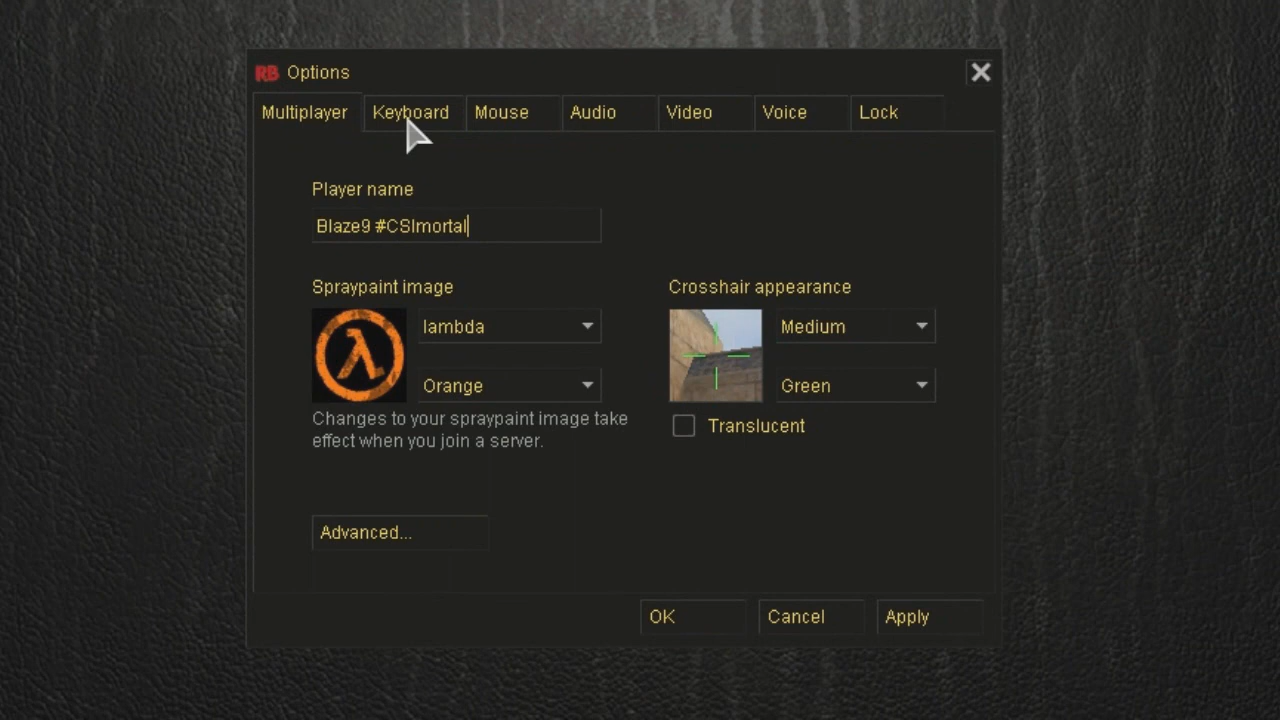 RB Options
Multiplayer Keyboard Mouse Audio Video Voice Lock
Player name
Blaze9 #CSImortal
Spraypaint image
Crosshair appearance
lambda
Medium
Orange
Green
Changes to your spraypaint image take
effect when you join a server.
Translucent
Advanced...
OK Cancel Apply